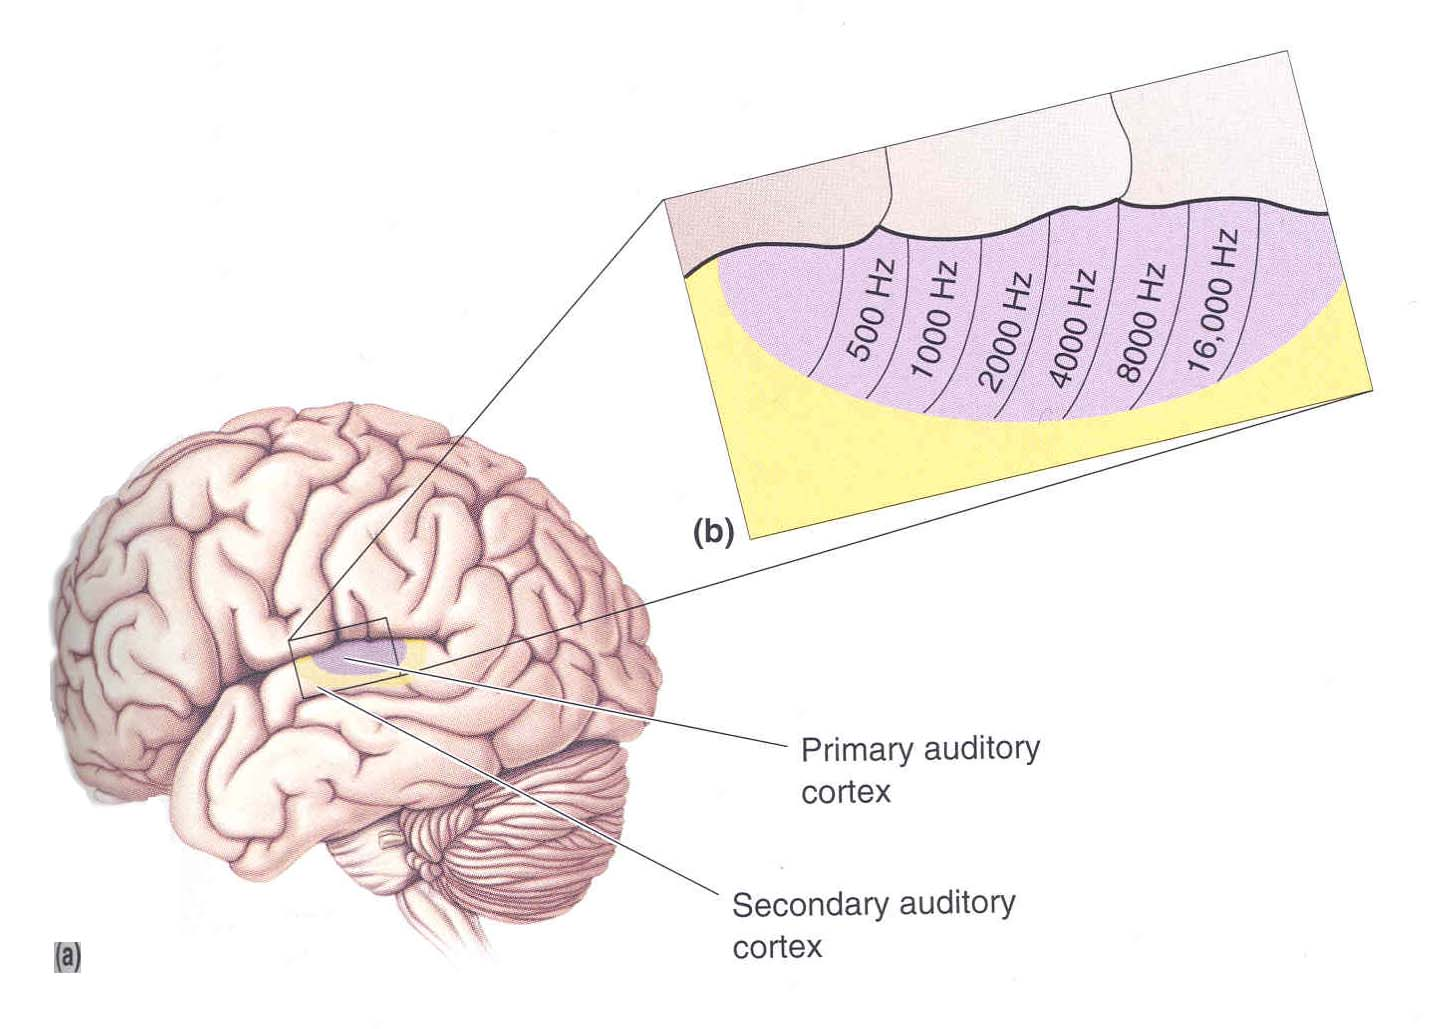 500 Hz
1000 Hz
2000 Hz
4000 Hz
8000 Hz
16,000 Hz
(b)
Primary auditory
cortex
Secondary auditory
cortex
(a)